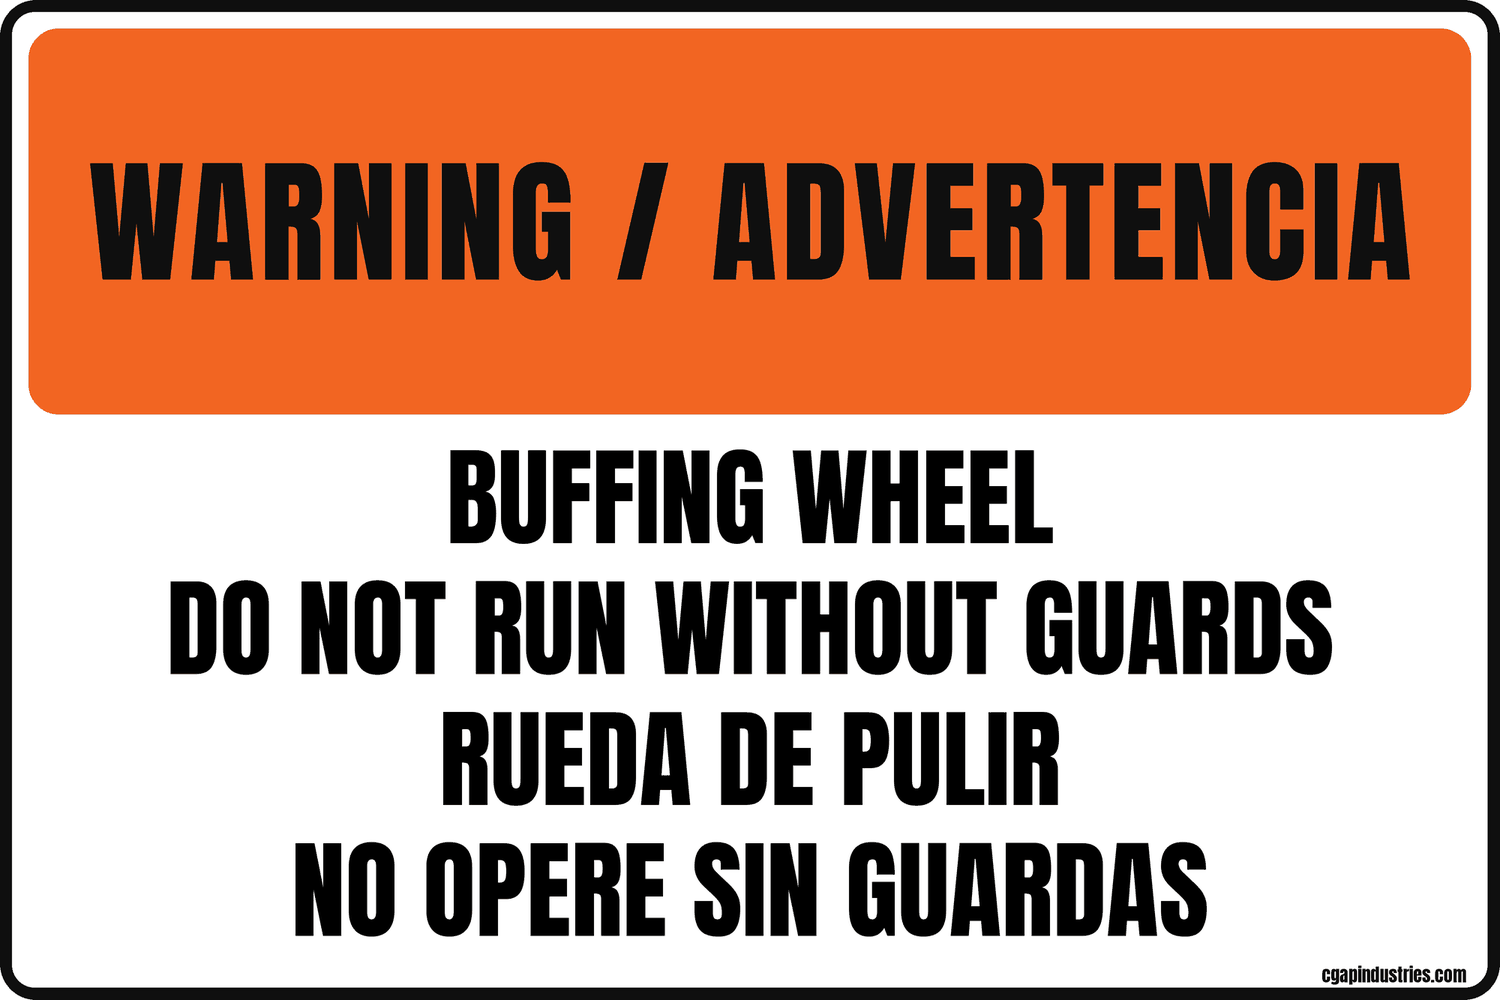 WARNING / ADVERTENCIA
BUFFING WHEEL
DO NOT RUN WITHOUT GUARDS
RUEDA DE PULIR
NO OPERE SIN GUARDAS
cgapindustries.com